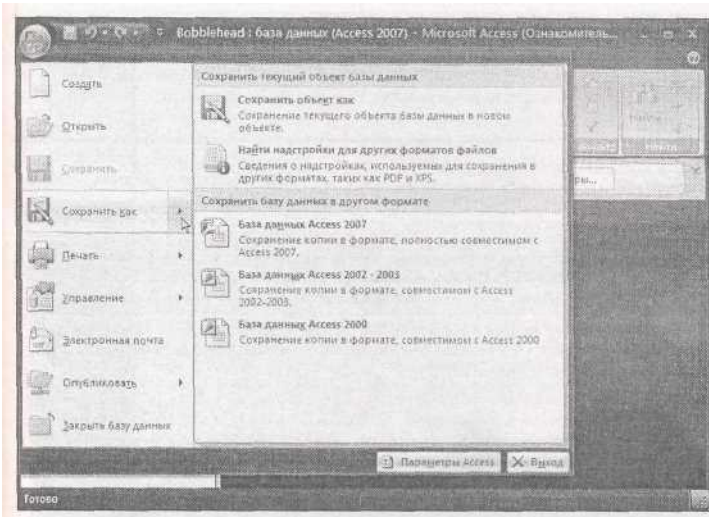 Bobblehead : база данных (Access 2007) - Microsoft Access (Ознакомитель...
Создать
Открыть
Сохранить
Сохранить как
Печать
Управление
Электронная почта
Опубликовать
Закрыть базу данных
Сохранить текущий объект базы данных
Сохранить объект как
Сохранение текущего объекта базы данных в новом
объекте.
Найти надстройки для других форматов файлов
Сведения о надстройках, используемых для сохранения в
других форматах, таких как PDF и XPS.
Сохранить базу данных в другом формате
База данных Access 2007
Сохранение копии в формате, полностью совместимом с
Access 2007.
База данных Access 2002 - 2003
Сохранение копии в формате, совместимом с Access
2002-2003.
База данных Access 2000
Сохранение копии в формате, совместимом с Access 2000
Параметры Access
Выход
Готово